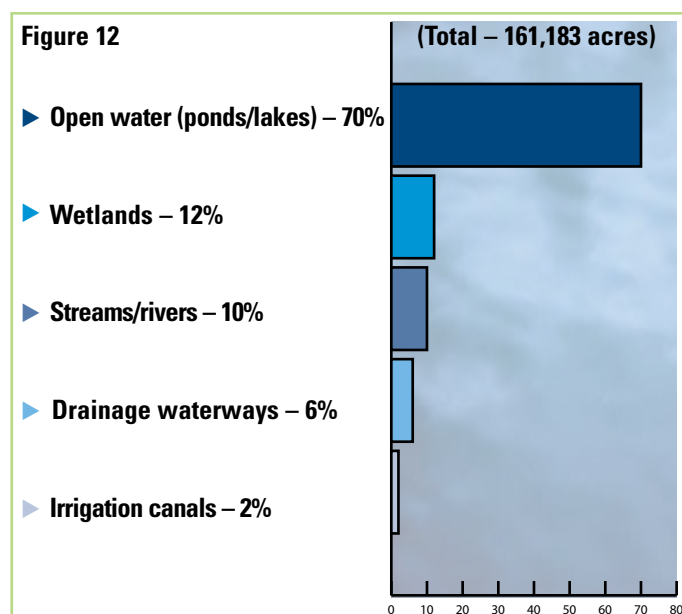 Figure 12
(Total – 161,183 acres)
Open water (ponds/lakes) – 70%
Wetlands – 12%
Streams/rivers – 10%
Drainage waterways – 6%
Irrigation canals – 2%
0 10 20 30 40 50 60 70 80